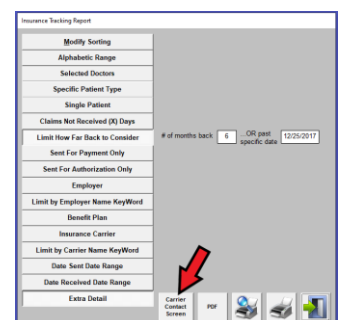 Insurance Tracking Report
Modify Sorting
Alphabetic Range
Selected Doctors
Specific Patient Type
Single Patient
Claims Not Received (X) Days
Limit How Far Back to Consider
# of months back 6 ...OR past specific date 12/25/2017
Sent For Payment Only
Sent For Authorization Only
Employer
Limit by Employer Name KeyWord
Benefit Plan
Insurance Carrier
Limit by Carrier Name KeyWord
Date Sent Date Range
Date Received Date Range
Extra Detail
Carrier
Contact
Screen
PDF